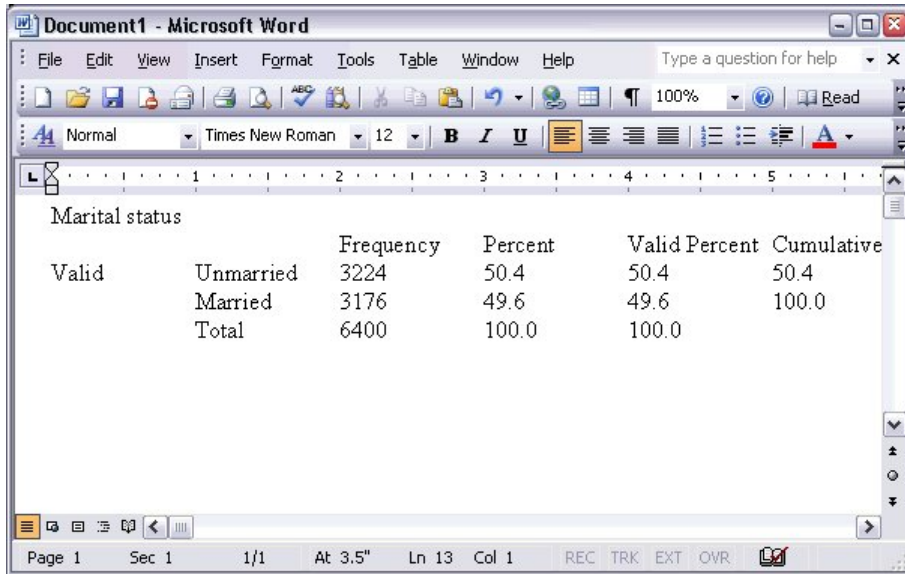 Document1 - Microsoft Word
File Edit View Insert Format Tools Table Window Help Type a question for help
ABC 100% Read
Normal Times New Roman 12 B I U A
1 2 3 4 5
Marital status
Frequency Percent Valid Percent Cumulative
Valid Unmarried 3224 50.4 50.4 50.4
Married 3176 49.6 49.6 100.0
Total 6400 100.0 100.0
Page 1 Sec 1 1/1 At 3.5" Ln 13 Col 1 REC TRK EXT OVR